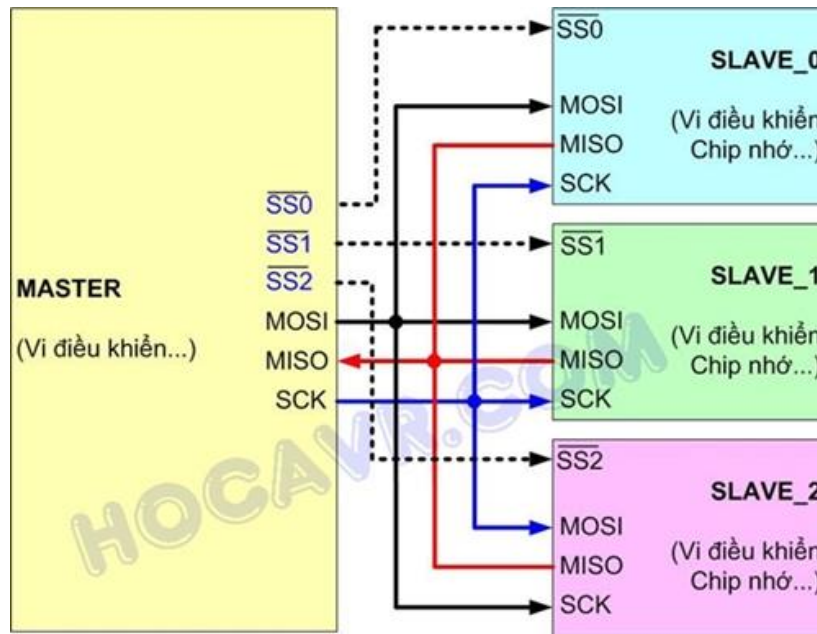 MASTER
(Vi điều khiển...)
SS0
SS1
SS2
MOSI
MISO
SCK
SS0
SLAVE_0
MOSI
(Vi điều khiển
MISO
Chip nhớ...)
SCK
SS1
SLAVE_1
MOSI
(Vi điều khiển
MISO
Chip nhớ...)
SCK
SS2
SLAVE_2
MOSI
(Vi điều khiển
MISO
Chip nhớ...)
SCK
HOCAVR.COM